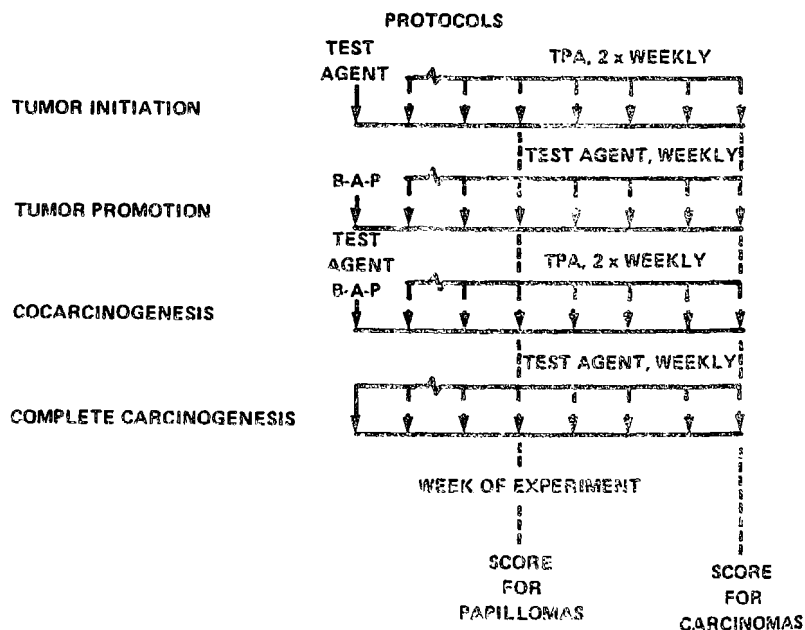 PROTOCOLS
TEST
AGENT
TPA, 2 x WEEKLY
TUMOR INITIATION
TEST AGENT, WEEKLY
B-A-P
TUMOR PROMOTION
TEST
AGENT
B-A-P
TPA, 2 x WEEKLY
COCARCINOGENESIS
TEST AGENT, WEEKLY
COMPLETE CARCINOGENESIS
WEEK OF EXPERIMENT
SCORE
FOR
PAPILLOMAS
SCORE
FOR
CARCINOMAS